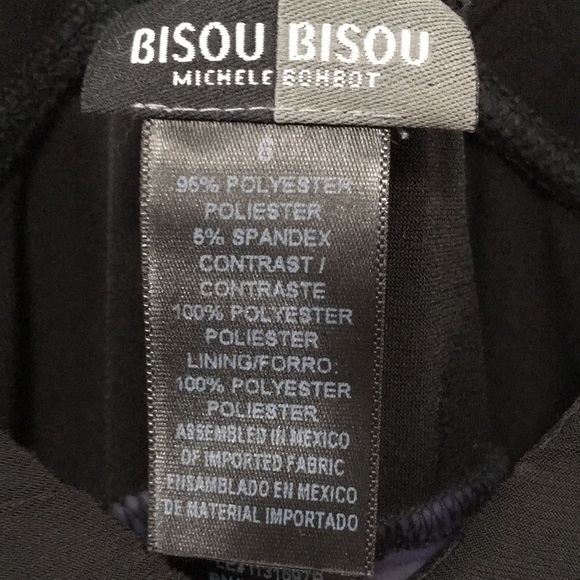 BISOU BISOU
MICHELE BOHBOT
6
95% POLYESTER
POLIESTER
5% SPANDEX
CONTRAST /
CONTRASTE
100% POLYESTER
POLIESTER
LINING/FORRO:
100% POLYESTER
POLIESTER
ASSEMBLED IN MEXICO
OF IMPORTED FABRIC
ENSAMBLADO EN MEXICO
DE MATERIAL IMPORTADO